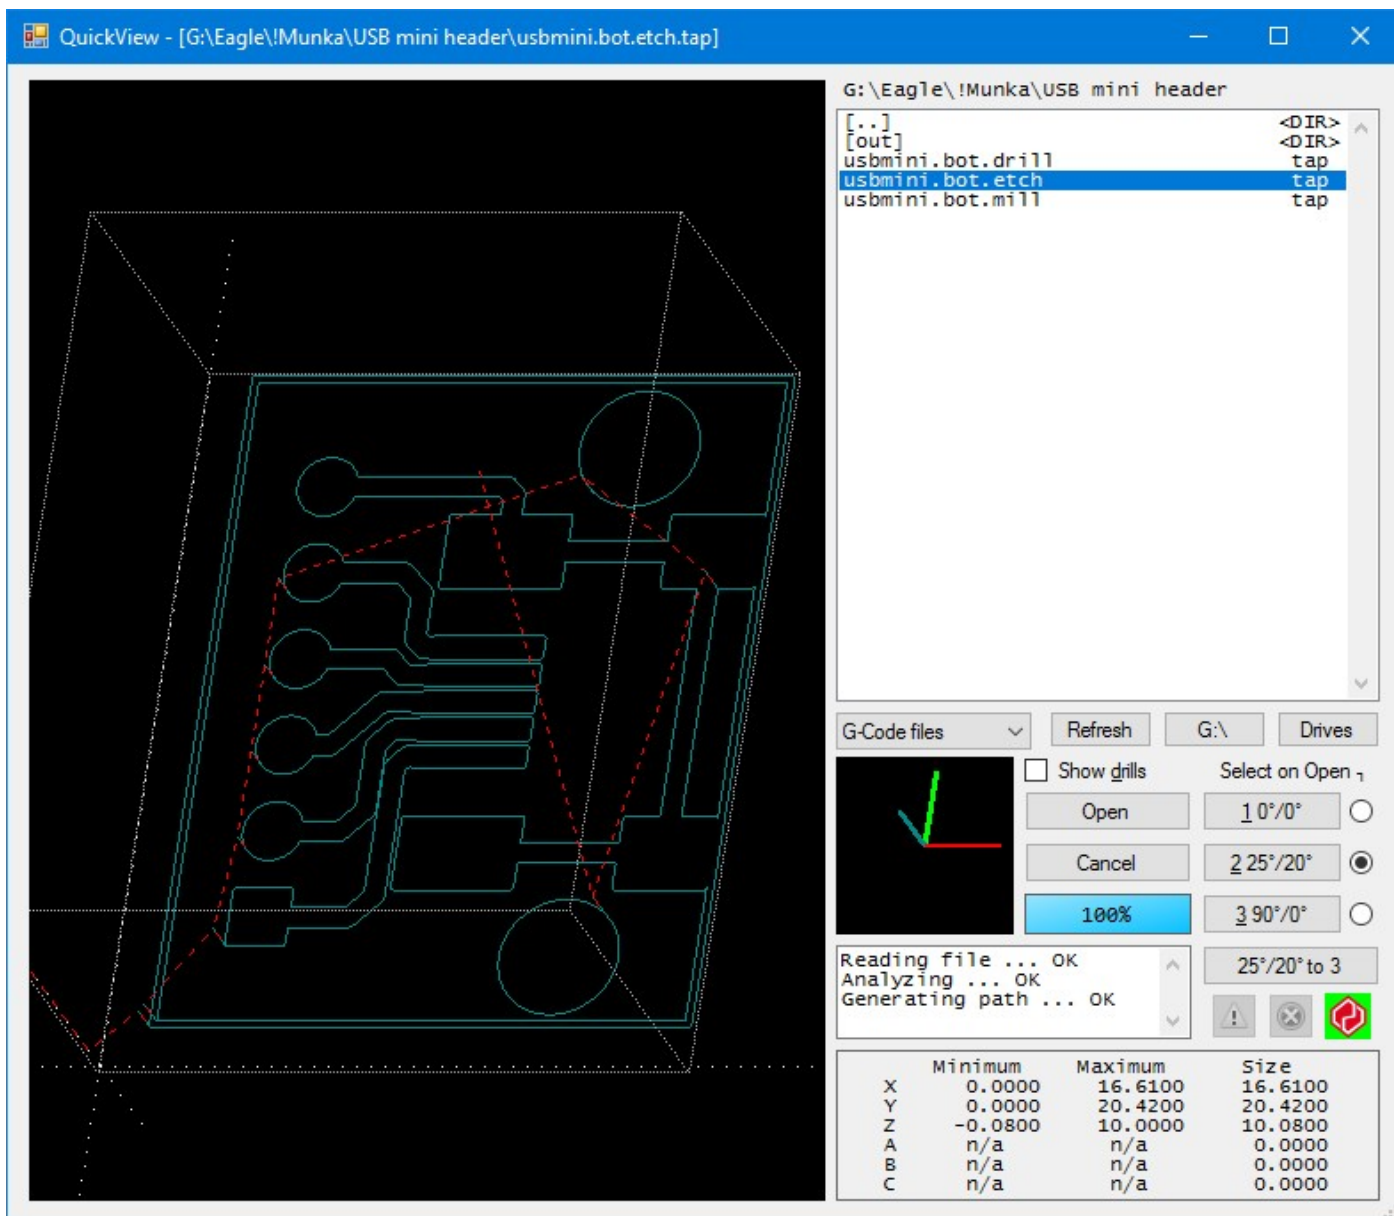 QuickView - [G:\Eagle\!Munka\USB mini header\usbmini.bot.etch.tap]
G:\Eagle\!Munka\USB mini header
[..] <DIR>
[out] <DIR>
usbmini.bot.drill tap
usbmini.bot.etch tap
usbmini.bot.mill tap
G-Code files Refresh G:\ Drives
Show drills Select on Open ┐
Open 1 0°/0°
Cancel 2 25°/20°
100% 3 90°/0°
Reading file ... OK
Analyzing ... OK
Generating path ... OK
25°/20° to 3
Minimum Maximum Size
X 0.0000 16.6100 16.6100
Y 0.0000 20.4200 20.4200
Z -0.0800 10.0000 10.0800
A n/a n/a 0.0000
B n/a n/a 0.0000
C n/a n/a 0.0000